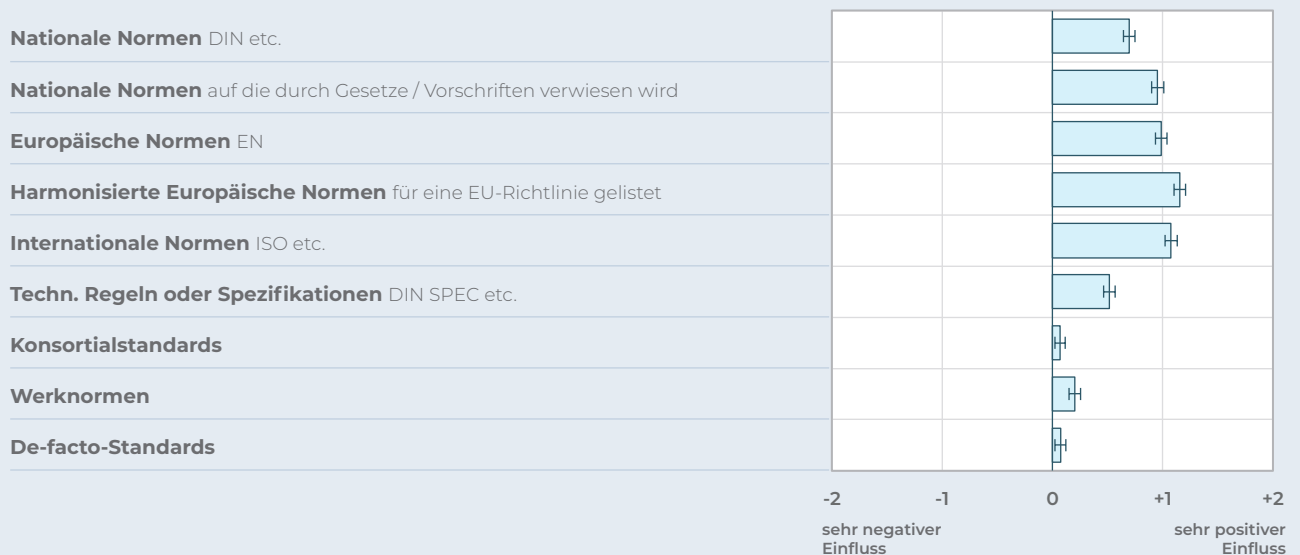 Nationale Normen DIN etc.
Nationale Normen auf die durch Gesetze / Vorschriften verwiesen wird
Europäische Normen EN
Harmonisierte Europäische Normen für eine EU-Richtlinie gelistet
Internationale Normen ISO etc.
Techn. Regeln oder Spezifikationen DIN SPEC etc.
Konsortialstandards
Werknormen
De-facto-Standards
-2 -1 0 +1 +2
sehr negativer sehr positiver
Einfluss Einfluss